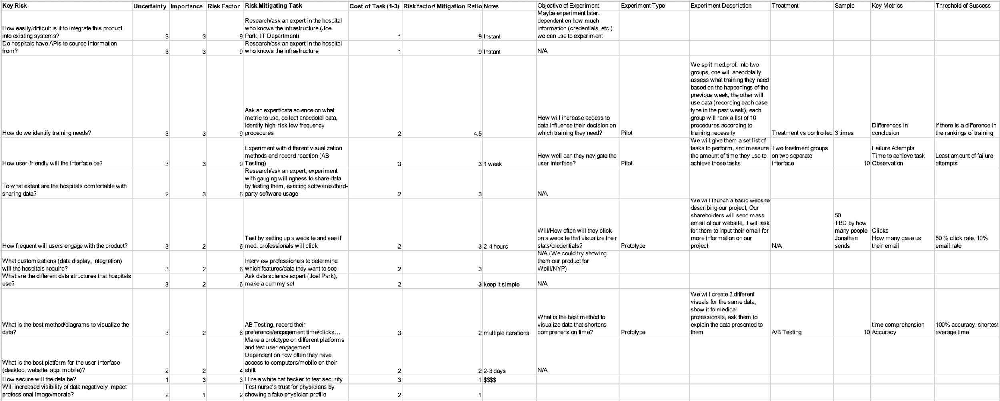 Key Risk Uncertainty Importance Risk Factor Risk Mitigating Task Cost of Task (1-3) Risk factor/ Mitigation Ratio Notes Objective of Experiment Experiment Type Experiment Description Treatment Sample Key Metrics Threshold of Success
How easily/difficult is it to integrate this product
into existing systems?
3
3
9
Research/ask an expert in the hospital
who knows the infrastructure (Joel
Park, IT Department)
1
9
Instant
Maybe experiment later,
dependent on how much
information (credentials, etc.)
we can use to experiment
Do hospitals have APIs to source information
from?
3
3
9
Research/ask an expert in the hospital
who knows the infrastructure
1
9
Instant
N/A
How do we identify training needs?
3
3
9
Ask an expert/data science on what
metric to use, collect anecdotal data,
identify high-risk low frequency
procedures
2
4.5
How will increase access to
data influence their decision on
which training they need?
Pilot
We split med.prof. into two
groups, one will anecdotally
assess what training they need
based on the happenings of the
previous week, the other will
use data (recording each case
type in the past week), each
group will rank a list of 10
procedures according to
training necessity
Treatment vs controlled
3 times
Differences in
conclusion
If there is a difference in
the rankings of training
How user-friendly will the interface be?
3
3
9
Experiment with different visualization
methods and record reaction (AB
Testing)
3
3
1 week
How well can they navigate the
user interface?
Pilot
We will give them a set list of
tasks to perform, and measure
the amount of time they use to
achieve those tasks
Two treatment groups
on two separate
interface
10
Failure Attempts
Time to achieve task
Observation
Least amount of failure
attempts
To what extent are the hospitals comfortable with
sharing data?
2
3
6
Research/ask an expert, experiment
with gauging willingness to share data
by testing them, existing softwares/third-
party software usage
2
3
N/A
How frequent will users engage with the product?
3
2
6
Test by setting up a website and see if
med. professionals will click
2
3
2-4 hours
Will/How often will they click
on a website that visualize their
stats/credentials?
Prototype
We will launch a basic website
describing our project, Our
shareholders will send mass
email of our website, it will ask
for them to input their email for
more information on our
project
N/A
50
TBD by how
many people
Jonathan
sends
Clicks
How many gave us
their email
50 % click rate, 10%
email rate
What customizations (data display, integration)
will the hospitals require?
3
2
6
Interview professionals to determine
which features/data they want to see
2
3
N/A (We could try showing
them our product for
Weill/NYP)
What are the different data structures that hospitals
use?
3
2
6
Ask data science expert (Joel Park),
make a dummy set
2
3
keep it simple
N/A
What is the best method/diagrams to visualize the
data?
3
2
6
AB Testing, record their
preference/engagement time/clicks…
3
2
multiple iterations
What is the best method to
visualize data that shortens
comprehension time?
Prototype
We will create 3 different
visuals for the same data,
show it to medical
professionals, ask them to
explain the data presented to
them
A/B Testing
10
time comprehension
Accuracy
100% accuracy, shortest
average time
What is the best platform for the user interface
(desktop, website, app, mobile)?
2
2
4
Make a prototype on different platforms
and test user engagement
Dependent on how often they have
access to computers/mobile on their
shift
2
2
2-3 days
N/A
How secure will the data be?
1
3
3
Hire a white hat hacker to test security
3
1
$$$$
Will increased visibility of data negatively impact
professional image/morale?
2
1
2
Test nurse's trust for physicians by
showing a fake physician profile
2
1